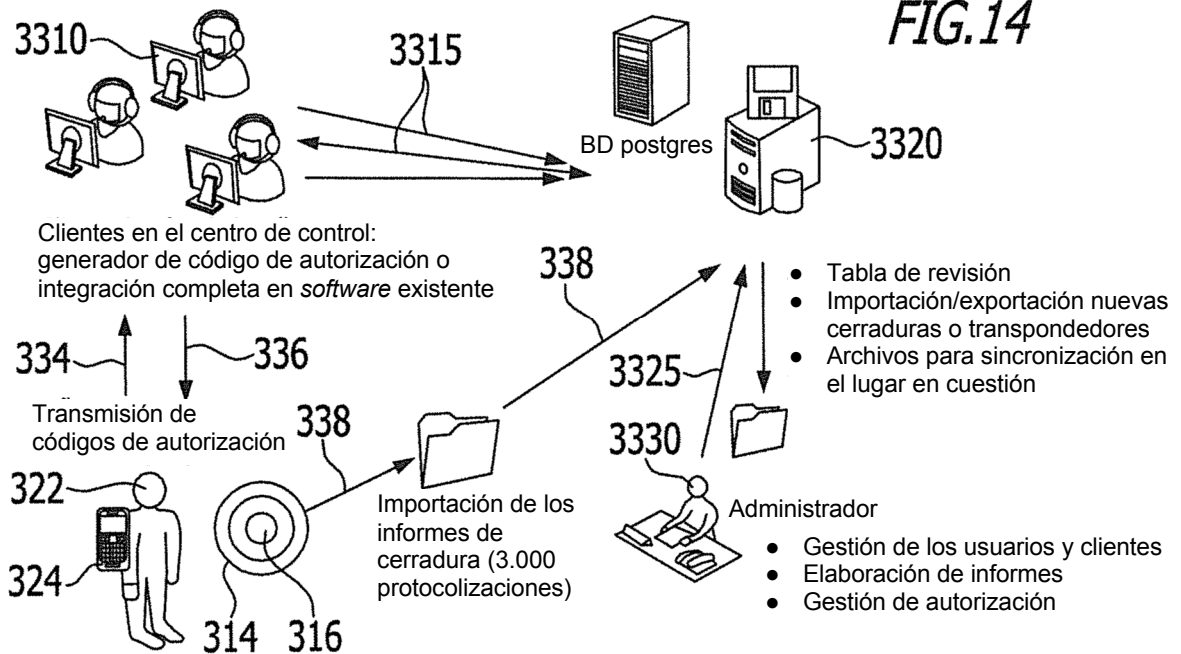 FIG.14
3310
3315
BD postgres
3320
Clientes en el centro de control:
generador de código de autorización o
integración completa en software existente
338
● Tabla de revisión
● Importación/exportación nuevas
cerraduras o transpondedores
● Archivos para sincronización en
el lugar en cuestión
334
336
3325
Transmisión de
códigos de autorización
338
3330
322
Importación de los
informes de
cerradura (3.000
protocolizaciones)
Administrador
● Gestión de los usuarios y clientes
● Elaboración de informes
● Gestión de autorización
324
314
316